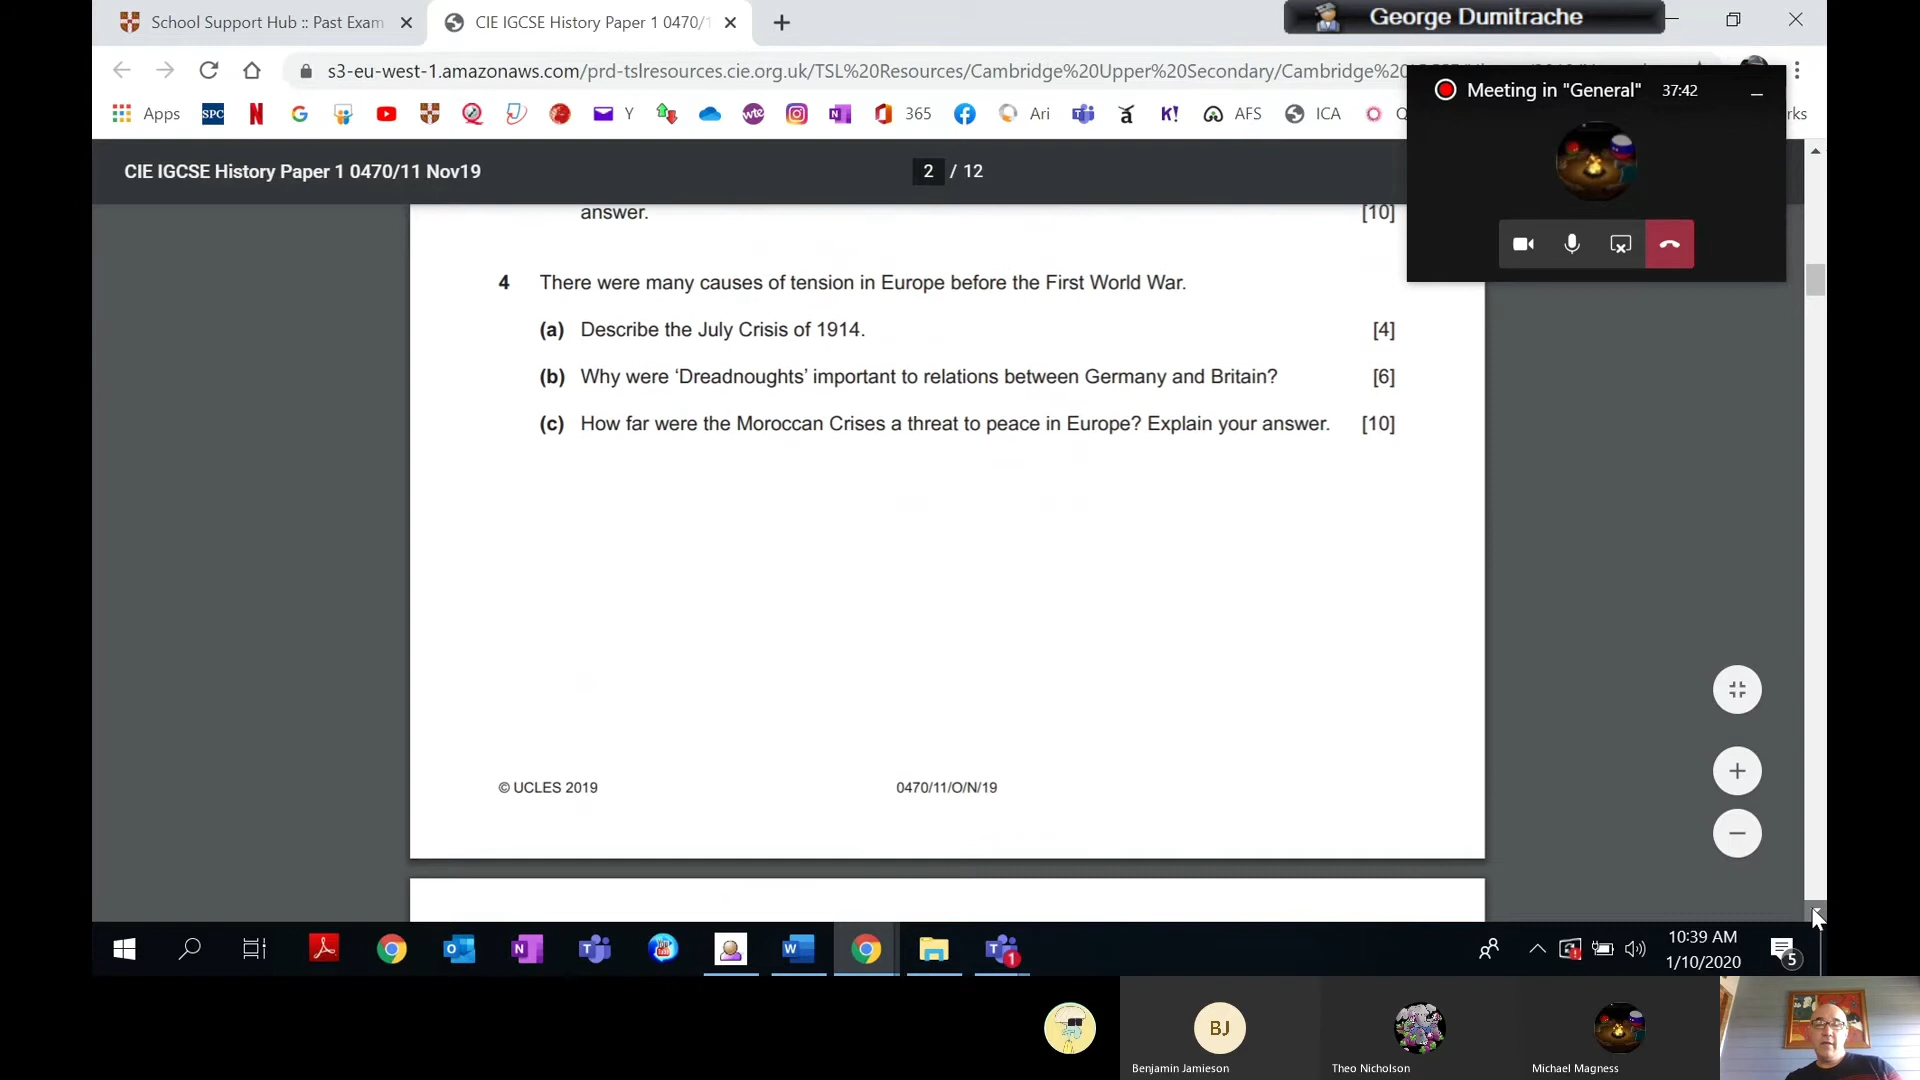 School Support Hub :: Past Exam
CIE IGCSE History Paper 1 0470/1
George Dumitrache
s3-eu-west-1.amazonaws.com/prd-tslresources.cie.org.uk/TSL%20Resources/Cambridge%20Upper%20Secondary/Cambridge%20
Apps
SPC
Y
wte
365
Ari
K!
AFS
ICA
rks
Meeting in "General" 37:42
CIE IGCSE History Paper 1 0470/11 Nov19
2 / 12
answer. [10]
4 There were many causes of tension in Europe before the First World War.
(a) Describe the July Crisis of 1914. [4]
(b) Why were ‘Dreadnoughts’ important to relations between Germany and Britain? [6]
(c) How far were the Moroccan Crises a threat to peace in Europe? Explain your answer. [10]
© UCLES 2019
0470/11/O/N/19
10:39 AM
1/10/2020
1
5
BJ
Benjamin Jamieson
Theo Nicholson
Michael Magness